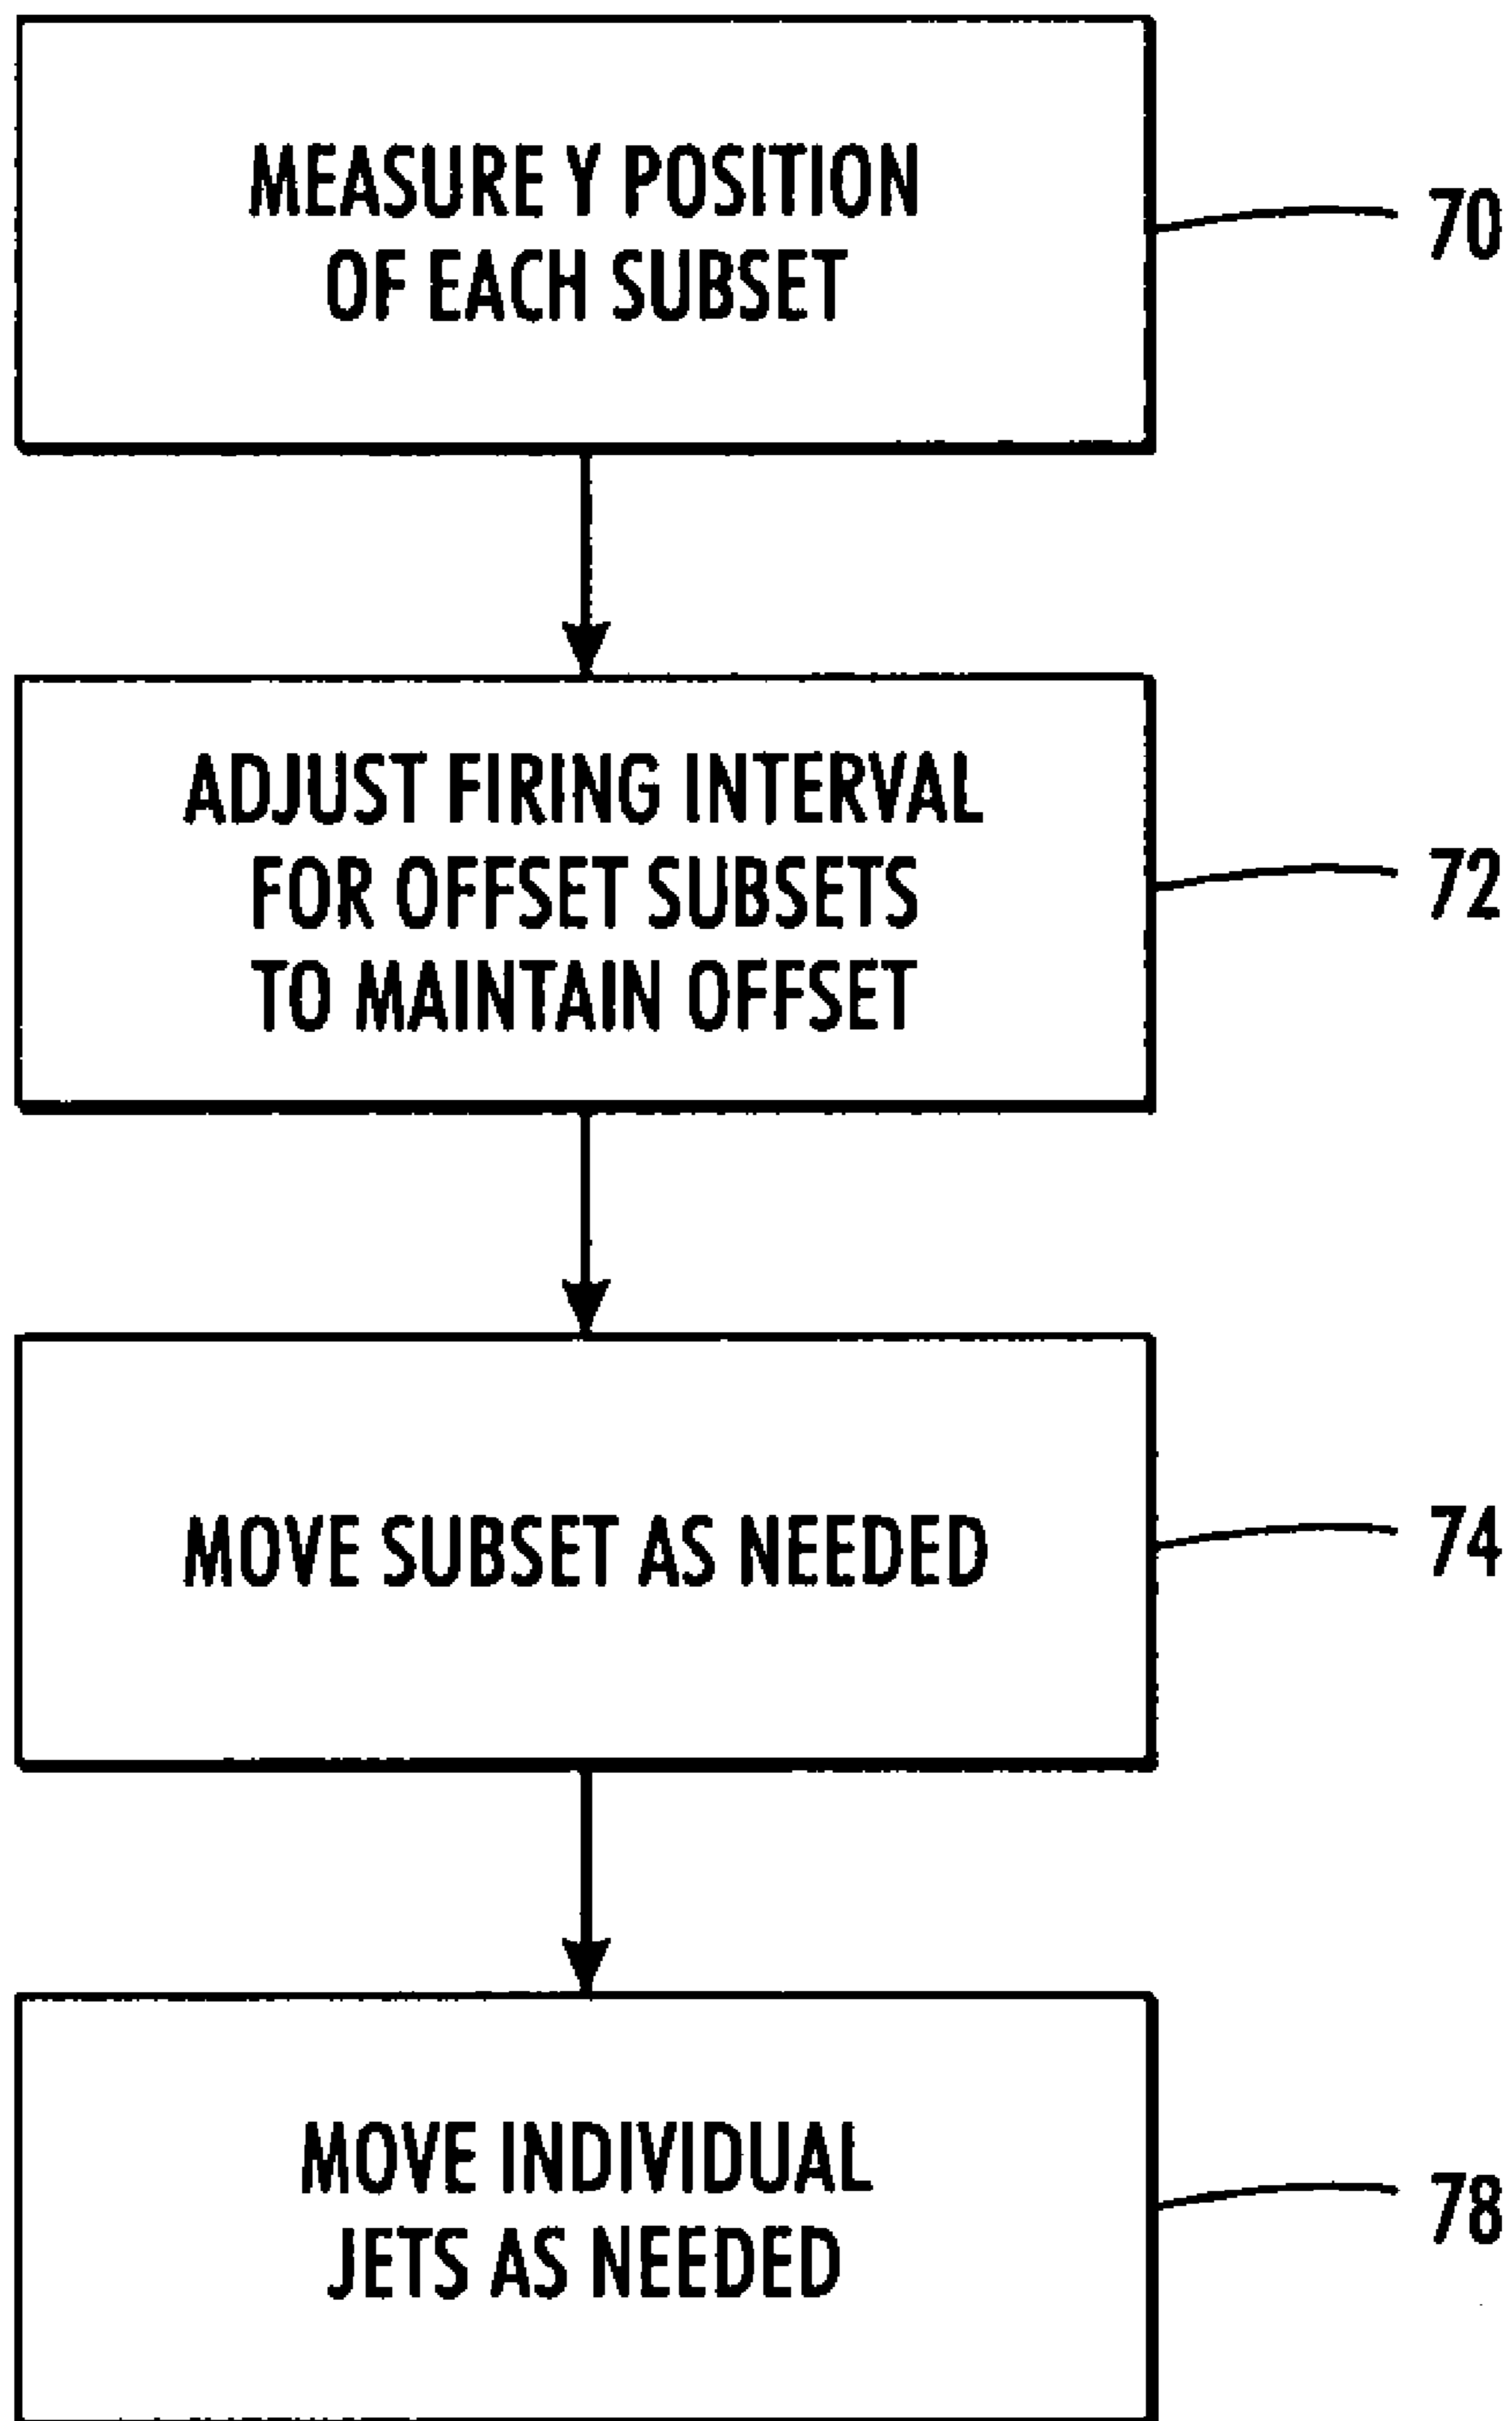 MEASURE Y POSITION
OF EACH SUBSET
70
ADJUST FIRING INTERVAL
FOR OFFSET SUBSETS
TO MAINTAIN OFFSET
72
MOVE SUBSET AS NEEDED
74
MOVE INDIVIDUAL
JETS AS NEEDED
78